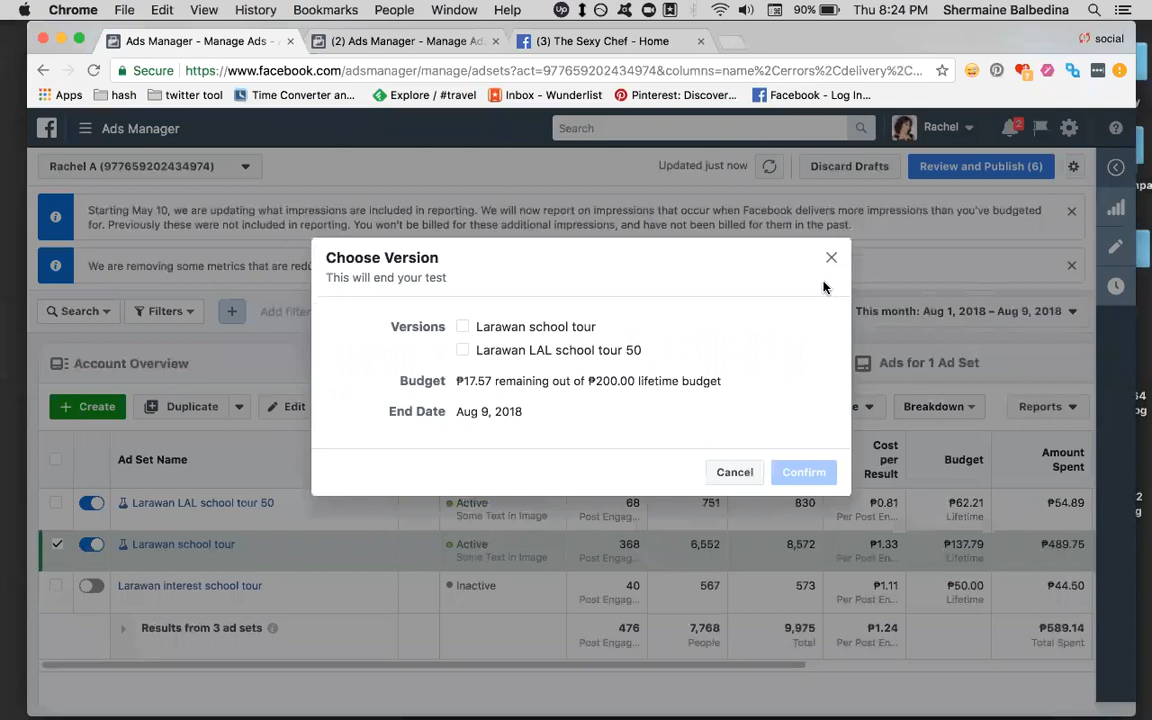 Chrome File Edit View History Bookmarks People Window Help 90% Thu 8:24 PM Shermaine Balbedina
Ads Manager - Manage Ads - (2) Ads Manager - Manage Ad: (3) The Sexy Chef - Home social
Secure https://www.facebook.com/adsmanager/manage/adsets?act=977659202434974&columns=name%2Cerrors%2Cdelivery%2C...
Apps hash twitter tool Time Converter an... Explore / #travel Inbox - Wunderlist Pinterest: Discover... Facebook - Log In...
Ads Manager Search Rachel 2
Rachel A (977659202434974) Updated just now Discard Drafts Review and Publish (6)
Starting May 10, we are updating what impressions are included in reporting. We will now report on impressions that occur when Facebook delivers more impressions than you've budgeted
for. Previously these were not included in reporting. You won't be billed for these additional impressions, and have not been billed for them in the past.
We are removing some metrics that are
Choose Version
This will end your test
Search Filters Add filter This month: Aug 1, 2018 – Aug 9, 2018
Versions Larawan school tour
Larawan LAL school tour 50
Account Overview Ads for 1 Ad Set
Budget ₱17.57 remaining out of ₱200.00 lifetime budget
End Date Aug 9, 2018
Create Duplicate Edit Breakdown Reports
Cancel Confirm
Ad Set Name Cost per Result Budget Amount Spent
Larawan LAL school tour 50 Active 68 751 830 ₱0.81 ₱62.21 ₱54.89
Some Text in Image Post Engag... Per Post En... Lifetime
Larawan school tour Active 368 6,552 8,572 ₱1.33 ₱137.79 ₱489.75
Some Text in Image Post Engag... Per Post En... Lifetime
Larawan interest school tour Inactive 40 567 573 ₱1.11 ₱50.00 ₱44.50
Post Engag... Per Post En... Lifetime
Results from 3 ad sets 476 7,768 9,975 ₱1.24 ₱589.14
Post Engag... People Total Per Post En... Total Spent